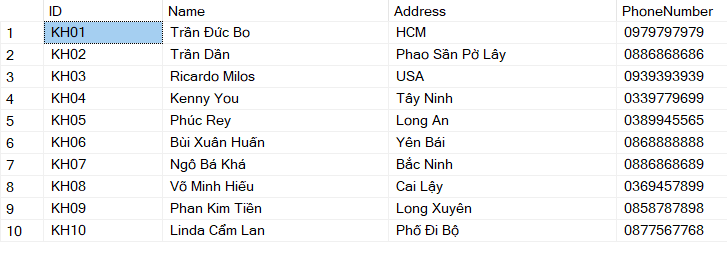 ID Name Address PhoneNumber
1 KH01 Trần Đức Bo HCM 0979797979
2 KH02 Trần Dần Phao Sần Pờ Lây 0886868686
3 KH03 Ricardo Milos USA 0939393939
4 KH04 Kenny You Tây Ninh 0339779699
5 KH05 Phúc Rey Long An 0389945565
6 KH06 Bùi Xuân Huấn Yên Bái 0868888888
7 KH07 Ngô Bá Khá Bắc Ninh 0886868689
8 KH08 Võ Minh Hiếu Cai Lậy 0369457899
9 KH09 Phan Kim Tiền Long Xuyên 0858787898
10 KH10 Linda Cẩm Lan Phố Đi Bộ 0877567768